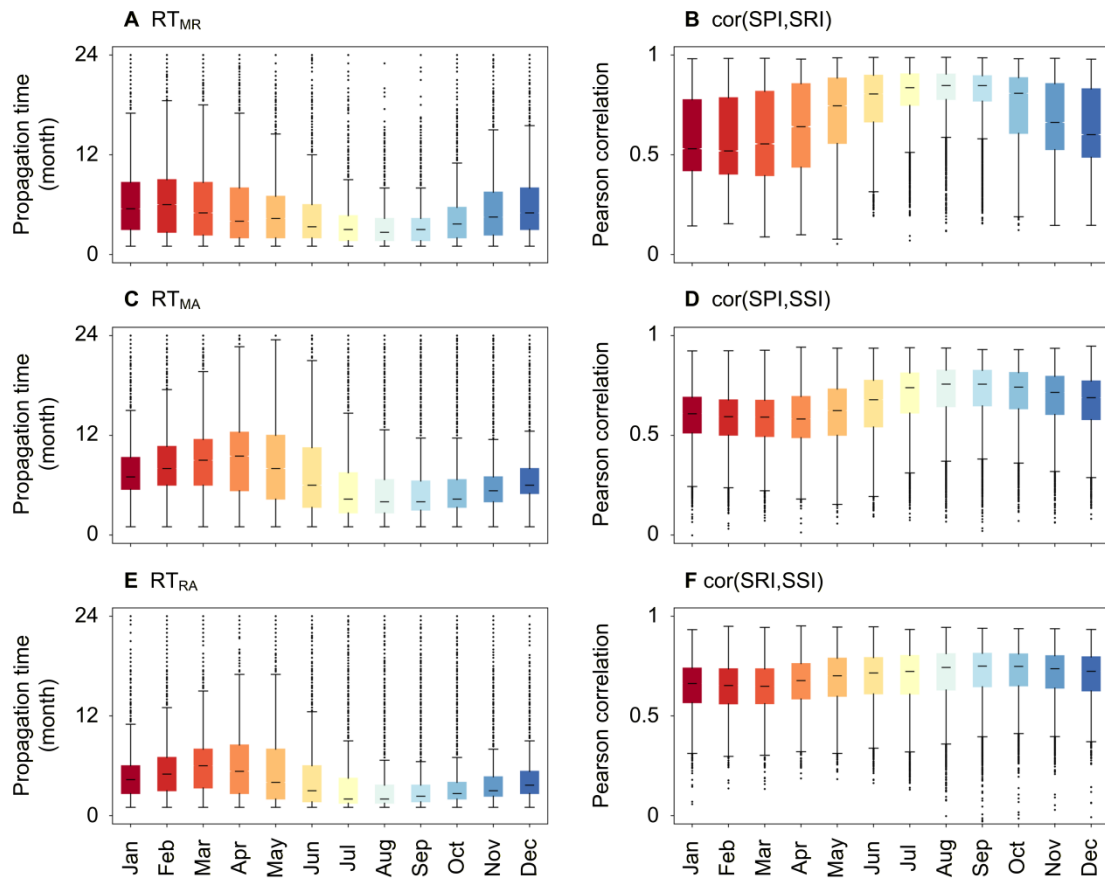 A RTMR
B cor(SPI,SRI)
24
12
0
Propagation time
(month)
1
0.5
Pearson correlation
C RTMA
D cor(SPI,SSI)
24
12
0
Propagation time
(month)
1
0.5
Pearson correlation
E RTRA
F cor(SRI,SSI)
24
12
0
Propagation time
(month)
1
0.5
Pearson correlation
Jan Feb Mar Apr May Jun Jul Aug Sep Oct Nov Dec
Jan Feb Mar Apr May Jun Jul Aug Sep Oct Nov Dec